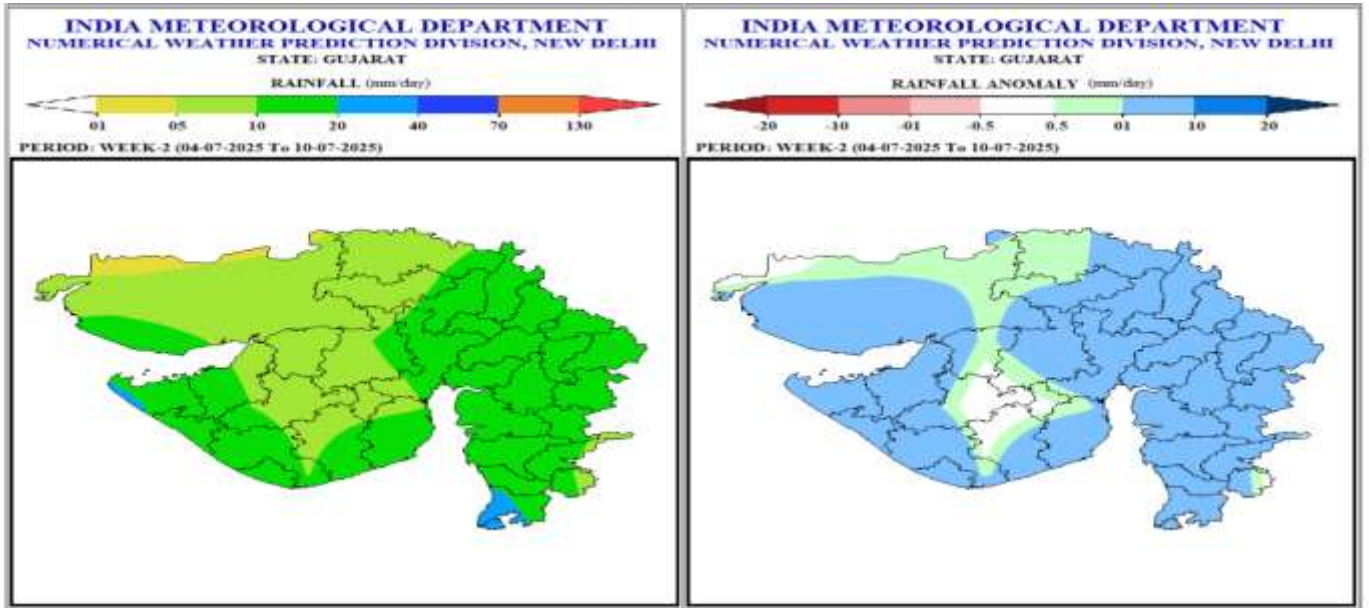 INDIA METEOROLOGICAL DEPARTMENT
NUMERICAL WEATHER PREDICTION DIVISION, NEW DELHI
STATE: GUJARAT
RAINFALL (mm/day)
01 05 10 20 40 70 130
PERIOD: WEEK-2 (04-07-2025 To 10-07-2025)
INDIA METEOROLOGICAL DEPARTMENT
NUMERICAL WEATHER PREDICTION DIVISION, NEW DELHI
STATE: GUJARAT
RAINFALL ANOMALY (mm/day)
-20 -10 -01 -0.5 0.5 01 10 20
PERIOD: WEEK-2 (04-07-2025 To 10-07-2025)